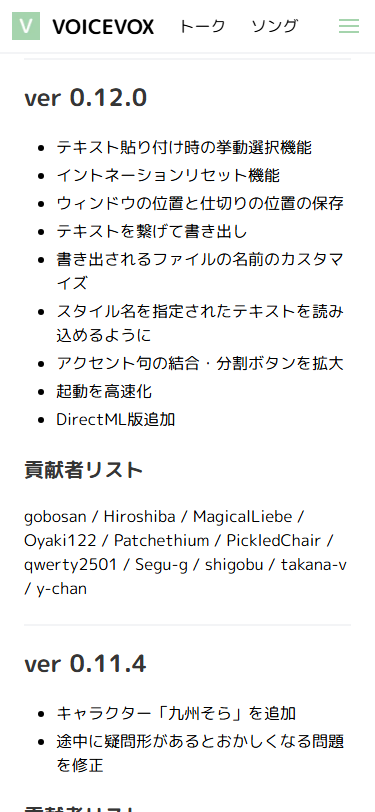 V VOICEVOX トーク ソング
ver 0.12.0
テキスト貼り付け時の挙動選択機能
イントネーションリセット機能
ウィンドウの位置と仕切りの位置の保存
テキストを繋げて書き出し
書き出されるファイルの名前のカスタマ
イズ
スタイル名を指定されたテキストを読み
込めるように
アクセント句の結合・分割ボタンを拡大
起動を高速化
DirectML版追加
貢献者リスト
gobosan / Hiroshiba / MagicalLiebe /
Oyaki122 / Patchethium / PickledChair /
qwerty2501 / Segu-g / shigobu / takana-v
/ y-chan
ver 0.11.4
キャラクター「九州そら」を追加
途中に疑問形があるとおかしくなる問題
を修正
貢献者リスト